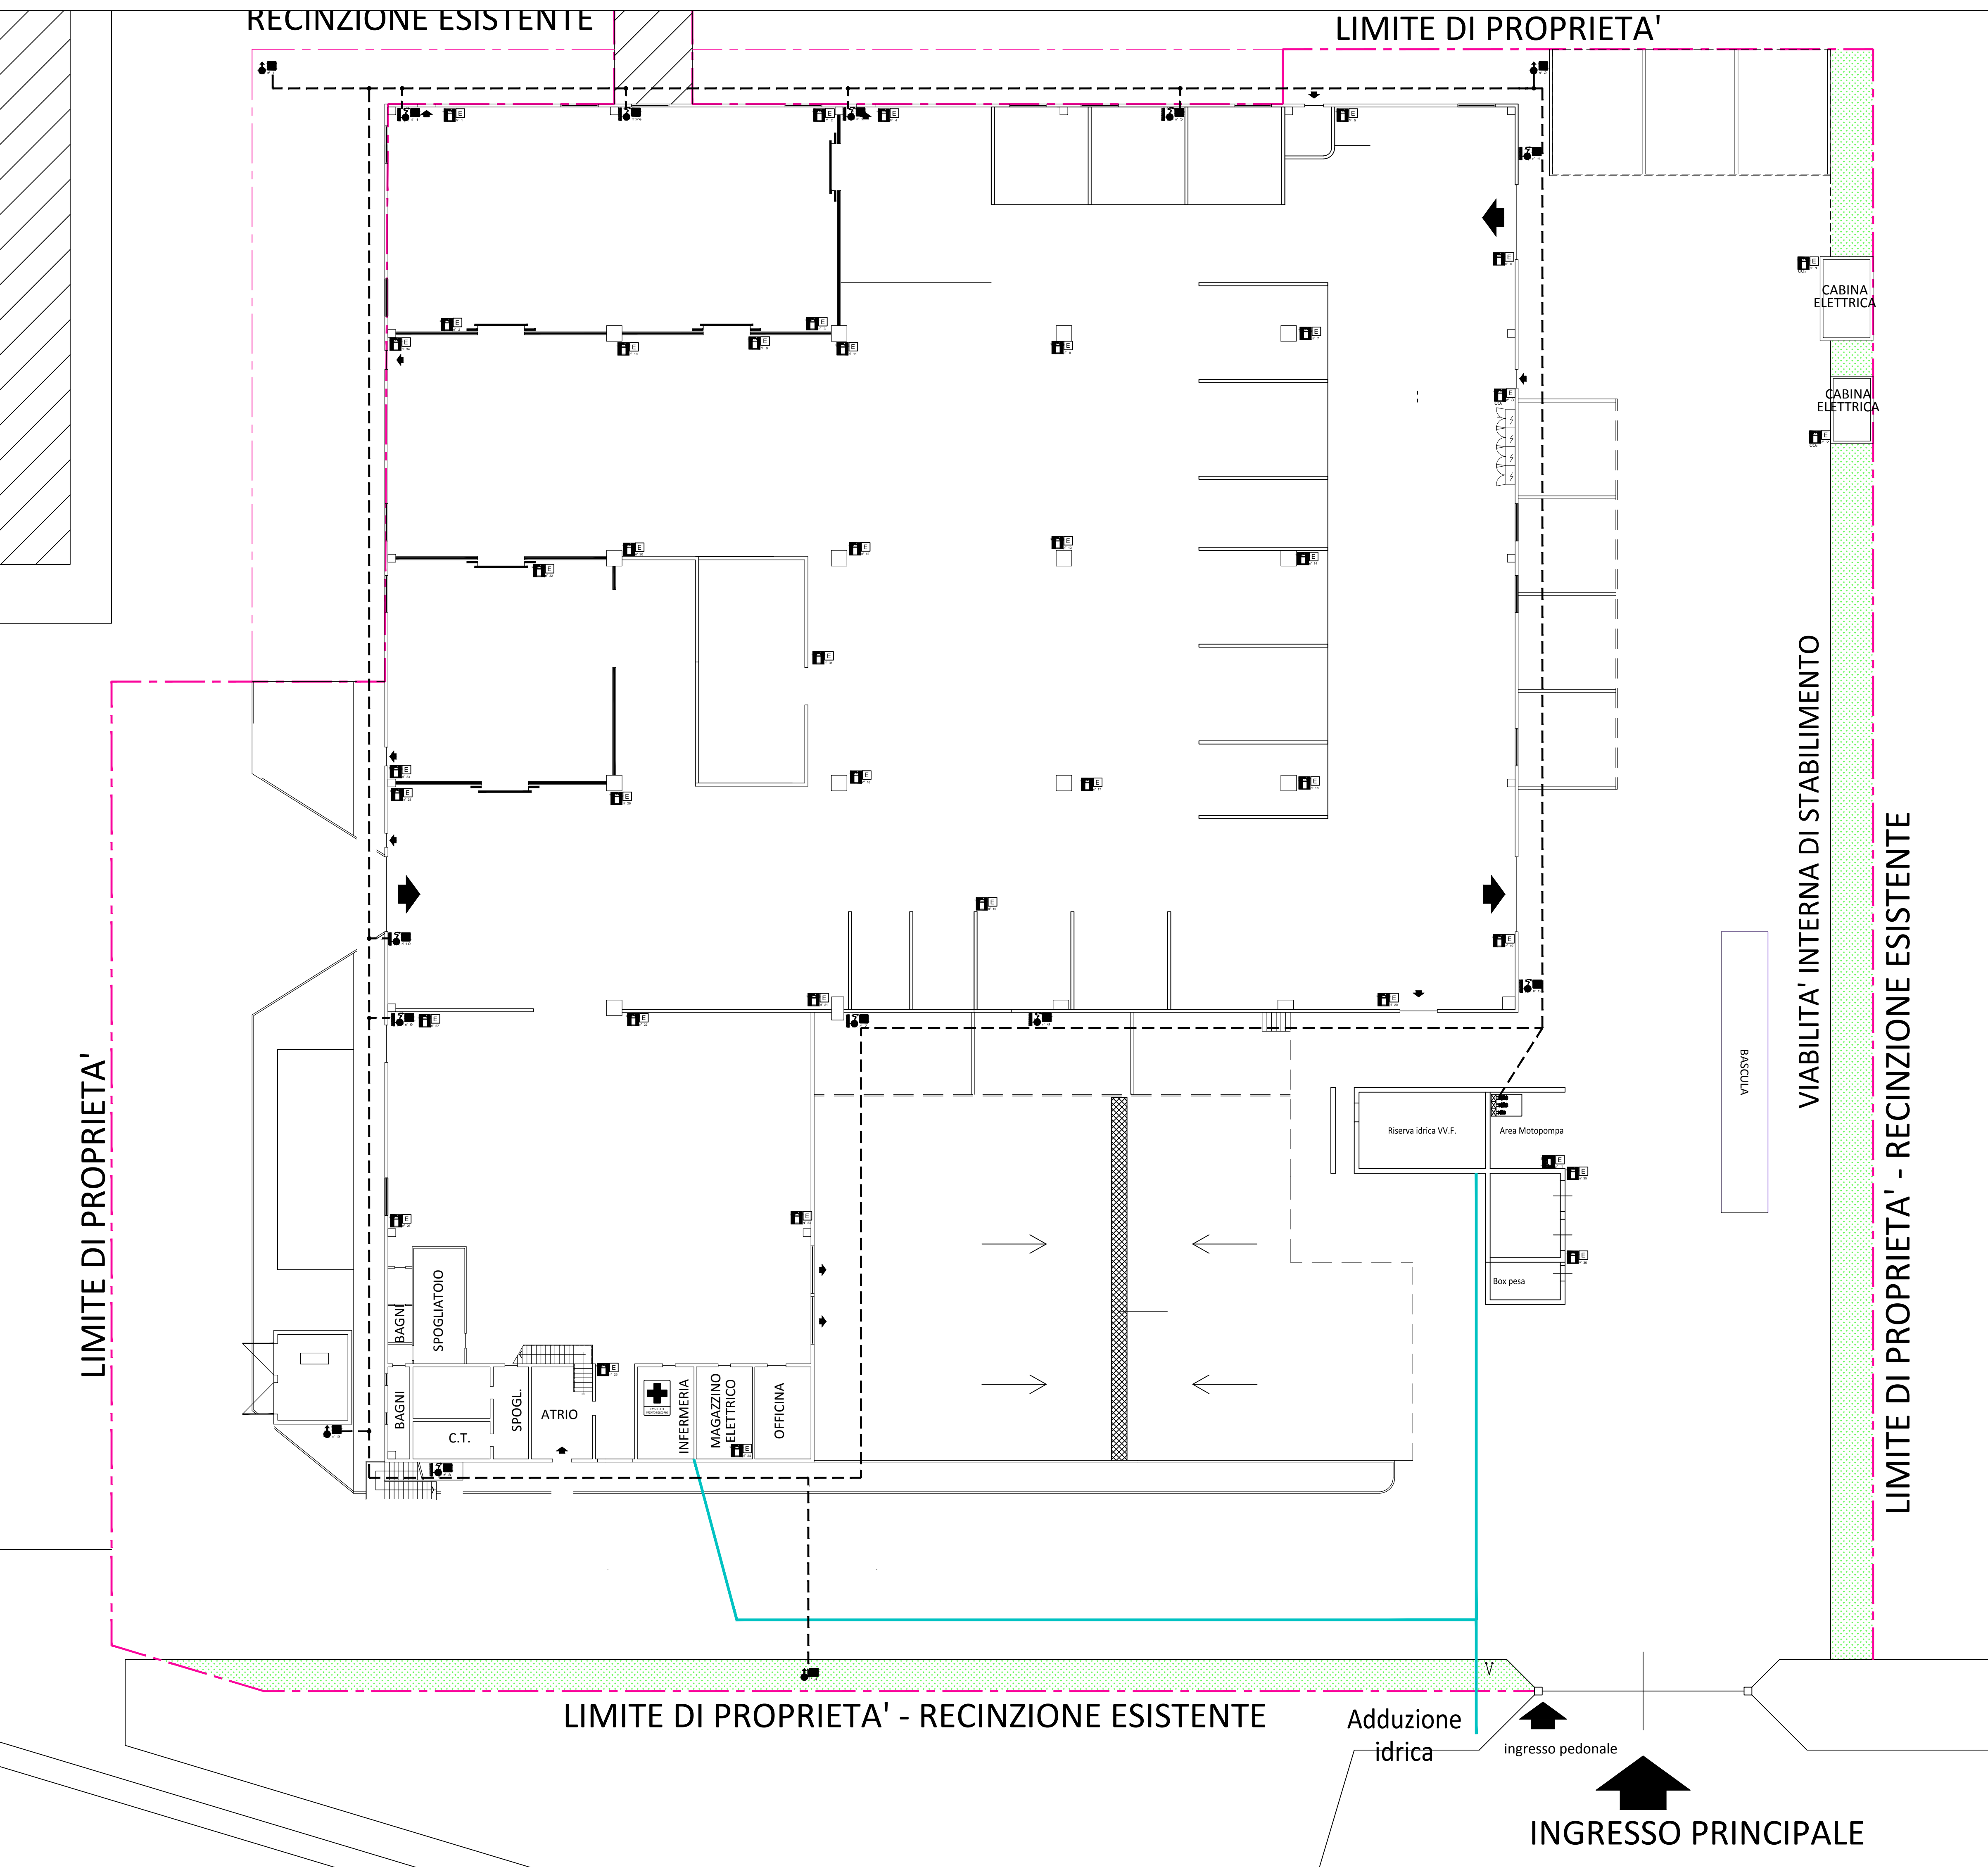 RECINZIONE ESISTENTE
LIMITE DI PROPRIETA'
CABINA
ELETTRICA
CABINA
ELETTRICA
VIABILITA' INTERNA DI STABILIMENTO
LIMITE DI PROPRIETA' - RECINZIONE ESISTENTE
BASCULA
LIMITE DI PROPRIETA'
Riserva idrica VV.F.
Area Motopompa
Box pesa
BAGNI
SPOGLIATOIO
BAGNI
C.T.
SPOGL.
ATRIO
INFERMERIA
MAGAZZINO
ELETTRICO
OFFICINA
V
LIMITE DI PROPRIETA' - RECINZIONE ESISTENTE
Adduzione
idrica
ingresso pedonale
INGRESSO PRINCIPALE